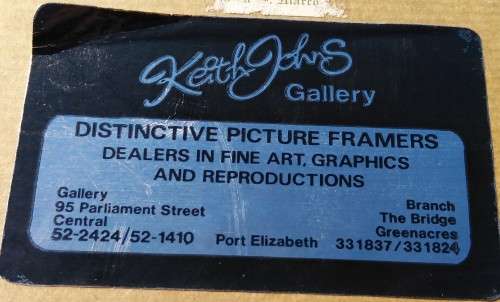 Keith Johns
Gallery
DISTINCTIVE PICTURE FRAMERS
DEALERS IN FINE ART, GRAPHICS
AND REPRODUCTIONS
Gallery
95 Parliament Street
Central
52-2424/52-1410
Port Elizabeth
Branch
The Bridge
Greenacres
331837/331824